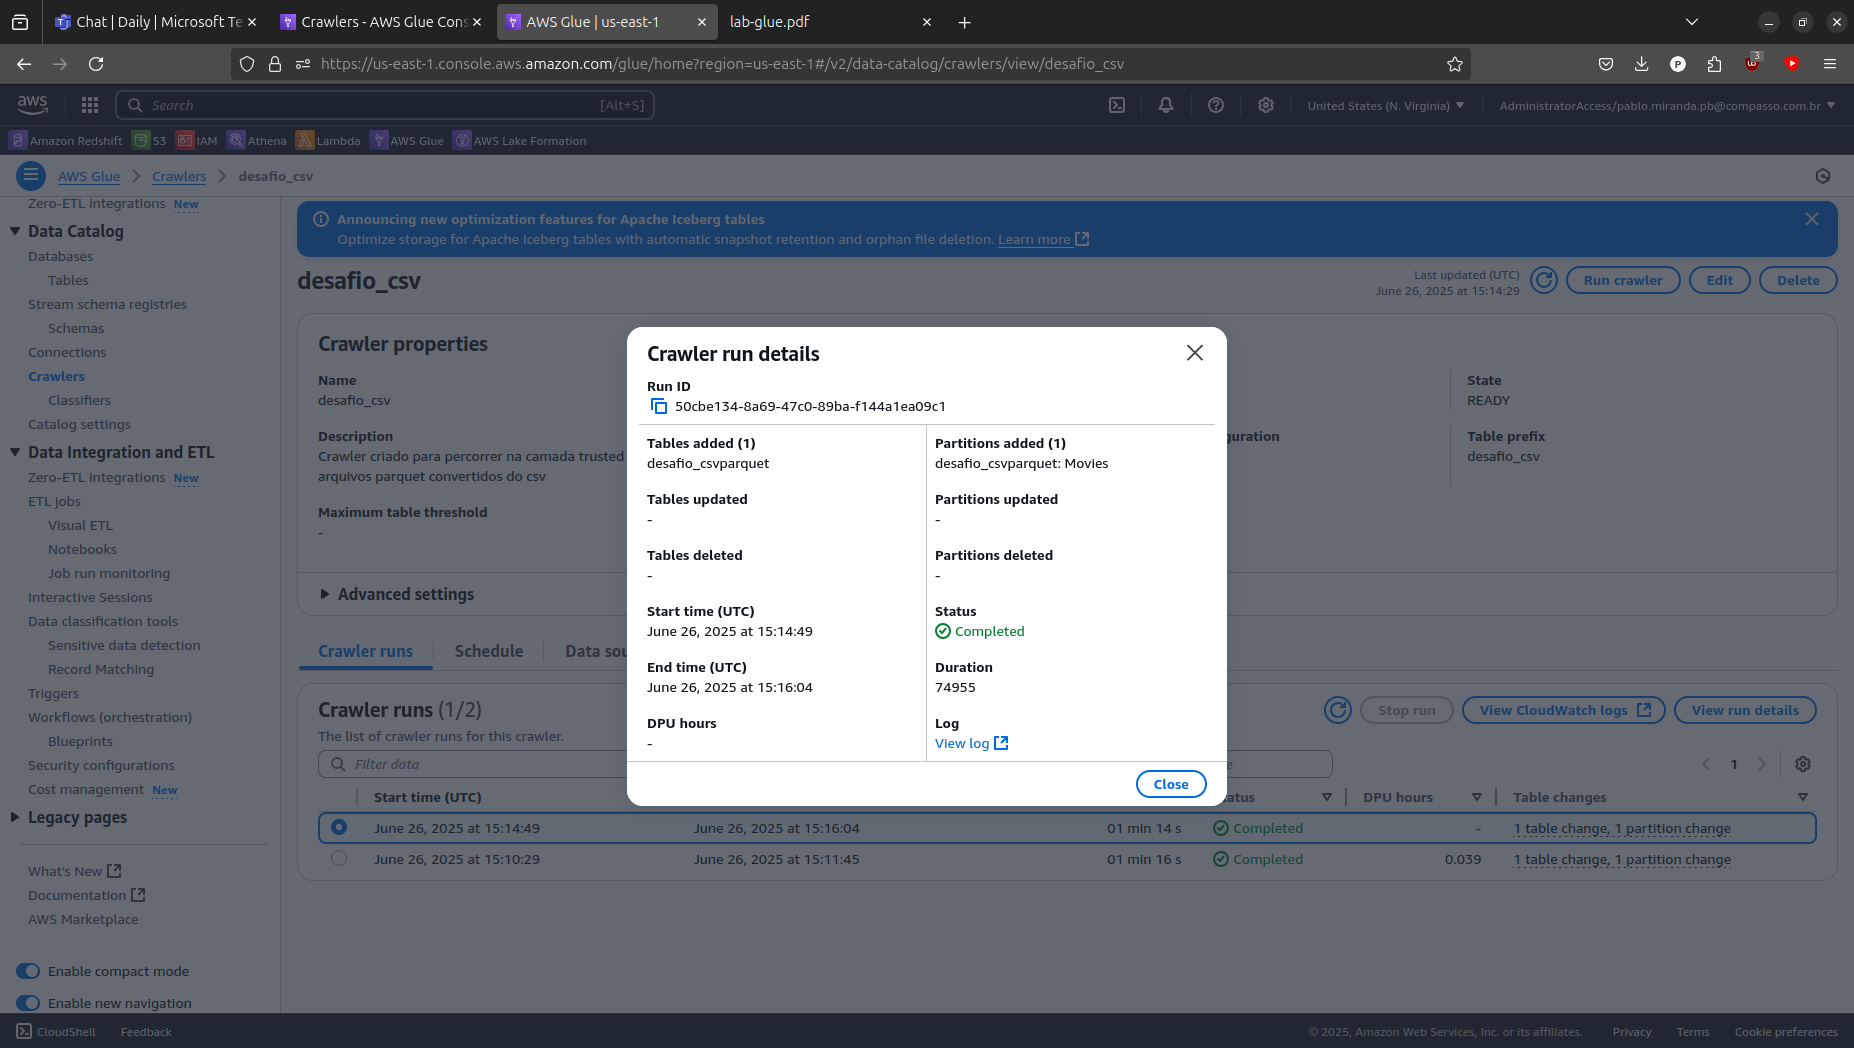 Chat | Daily | Microsoft Te
Crawlers - AWS Glue Cons
AWS Glue | us-east-1
lab-glue.pdf
https://us-east-1.console.aws.amazon.com/glue/home?region=us-east-1#/v2/data-catalog/crawlers/view/desafio_csv
3
aws
Search
[Alt+S]
United States (N. Virginia)
AdministratorAccess/pablo.miranda.pb@compasso.com.br
Amazon Redshift
S3
IAM
Athena
Lambda
AWS Glue
AWS Lake Formation
AWS Glue
Crawlers
desafio_csv
Zero-ETL integrations New
Data Catalog
Databases
Tables
Stream schema registries
Schemas
Connections
Crawlers
Classifiers
Catalog settings
Data Integration and ETL
Zero-ETL integrations New
ETL jobs
Visual ETL
Notebooks
Job run monitoring
Interactive Sessions
Data classification tools
Sensitive data detection
Record Matching
Triggers
Workflows (orchestration)
Blueprints
Security configurations
Cost management New
Legacy pages
What's New
Documentation
AWS Marketplace
Enable compact mode
Enable new navigation
Announcing new optimization features for Apache Iceberg tables
Optimize storage for Apache Iceberg tables with automatic snapshot retention and orphan file deletion. Learn more
desafio_csv
Last updated (UTC)
June 26, 2025 at 15:14:29
Run crawler
Edit
Delete
Crawler properties
Name
desafio_csv
Description
Crawler criado para percorrer na camada trusted
arquivos parquet convertidos do csv
Maximum table threshold
-
guration
State
READY
Table prefix
desafio_csv
Advanced settings
Crawler runs
Schedule
Data sou
Crawler run details
Run ID
50cbe134-8a69-47c0-89ba-f144a1ea09c1
Tables added (1)
desafio_csvparquet
Tables updated
-
Tables deleted
-
Start time (UTC)
June 26, 2025 at 15:14:49
End time (UTC)
June 26, 2025 at 15:16:04
DPU hours
-
Partitions added (1)
desafio_csvparquet: Movies
Partitions updated
-
Partitions deleted
-
Status
Completed
Duration
74955
Log
View log
Close
Crawler runs (1/2)
The list of crawler runs for this crawler.
Stop run
View CloudWatch logs
View run details
Filter data
e
1
Start time (UTC)
atus
DPU hours
Table changes
June 26, 2025 at 15:14:49
June 26, 2025 at 15:16:04
01 min 14 s
Completed
-
1 table change, 1 partition change
June 26, 2025 at 15:10:29
June 26, 2025 at 15:11:45
01 min 16 s
Completed
0.039
1 table change, 1 partition change
CloudShell
Feedback
© 2025, Amazon Web Services, Inc. or its affiliates.
Privacy
Terms
Cookie preferences